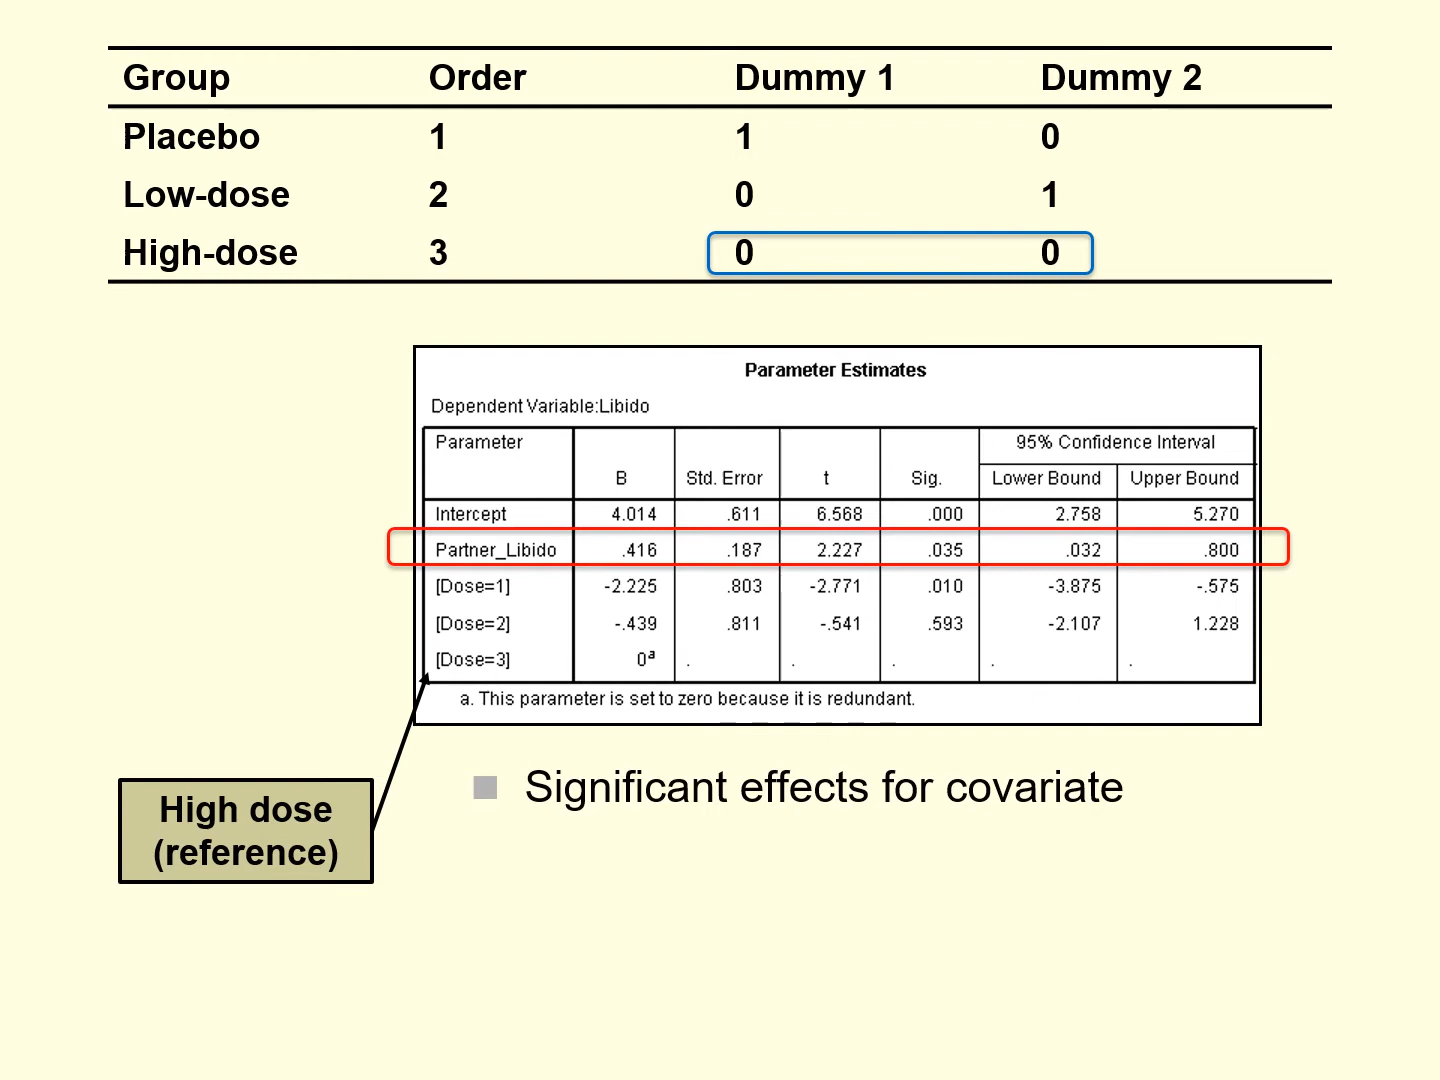 Group Order Dummy 1 Dummy 2
Placebo 1 1 0
Low-dose 2 0 1
High-dose 3 0 0
Parameter Estimates
Dependent Variable:Libido
Parameter 95% Confidence Interval
B Std. Error t Sig. Lower Bound Upper Bound
Intercept 4.014 .611 6.568 .000 2.758 5.270
Partner_Libido .416 .187 2.227 .035 .032 .800
[Dose=1] -2.225 .803 -2.771 .010 -3.875 -.575
[Dose=2] -.439 .811 -.541 .593 -2.107 1.228
[Dose=3] 0a . . . . .
a. This parameter is set to zero because it is redundant.
Significant effects for covariate
High dose
(reference)